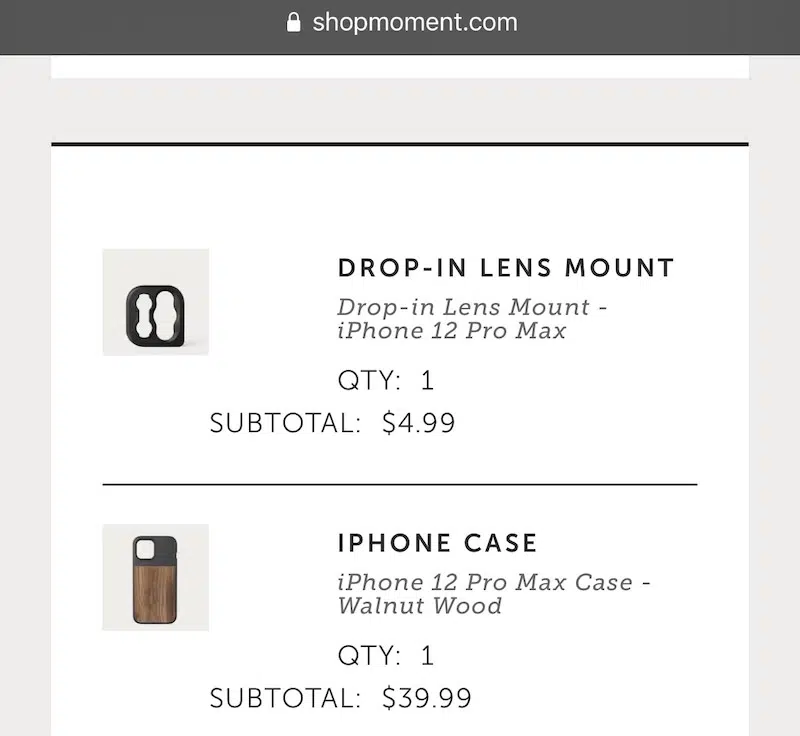 shopmoment.com
DROP-IN LENS MOUNT
Drop-in Lens Mount -
iPhone 12 Pro Max
QTY: 1
SUBTOTAL: $4.99
IPHONE CASE
iPhone 12 Pro Max Case -
Walnut Wood
QTY: 1
SUBTOTAL: $39.99